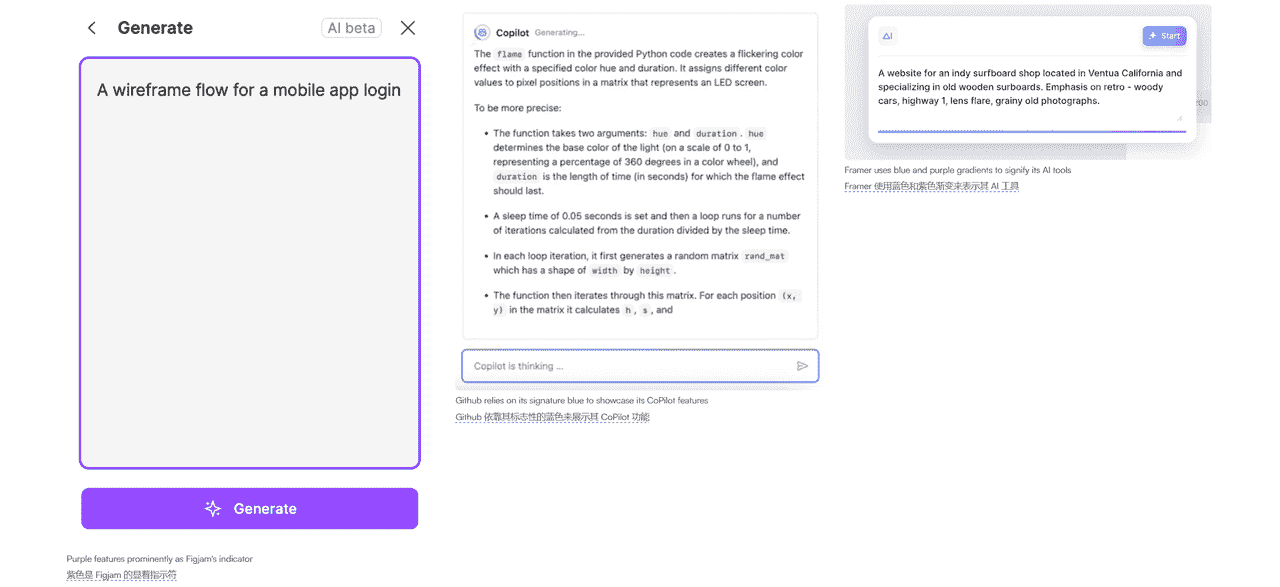 Generate
AI beta
A wireframe flow for a mobile app login
Generate
Purple features prominently as Figjam's indicator
紫色是 Figjam 的显着指示符
Copilot Generating...
The flame function in the provided Python code creates a flickering color
effect with a specified color hue and duration. It assigns different color
values to pixel positions in a matrix that represents an LED screen.
To be more precise:
• The function takes two arguments: hue and duration. hue
determines the base color of the light (on a scale of 0 to 1,
representing a percentage of 360 degrees in a color wheel), and
duration is the length of time (in seconds) for which the flame effect
should last.
• A sleep time of 0.05 seconds is set and then a loop runs for a number
of iterations calculated from the duration divided by the sleep time.
• In each loop iteration, it first generates a random matrix rand_mat
which has a shape of width by height.
• The function then iterates through this matrix. For each position (x,
y) in the matrix it calculates h, s, and
Copilot is thinking ...
Github relies on its signature blue to showcase its CoPilot features
Github 依靠其标志性的蓝色来展示其 CoPilot 功能
AI
Start
A website for an indy surfboard shop located in Ventua California and
specializing in old wooden surboards. Emphasis on retro - woody
cars, highway 1, lens flare, grainy old photographs.
Framer uses blue and purple gradients to signify its AI tools
Framer 使用蓝色和紫色渐变来表示其 AI 工具